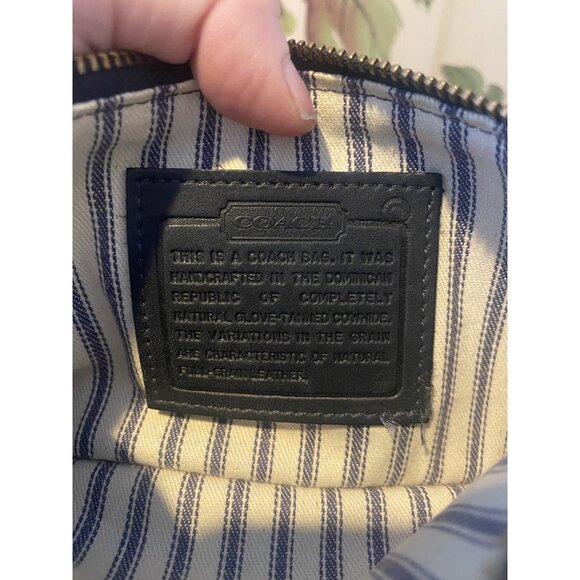 COACH
THIS IS A COACH BAG. IT WAS
HANDCRAFTED IN THE DOMINICAN
REPUBLIC OF COMPLETELY
NATURAL GLOVE-TANNED COWHIDE.
THE VARIATIONS IN THE GRAIN
ARE CHARACTERISTIC OF NATURAL
FULL-GRAIN LEATHER.